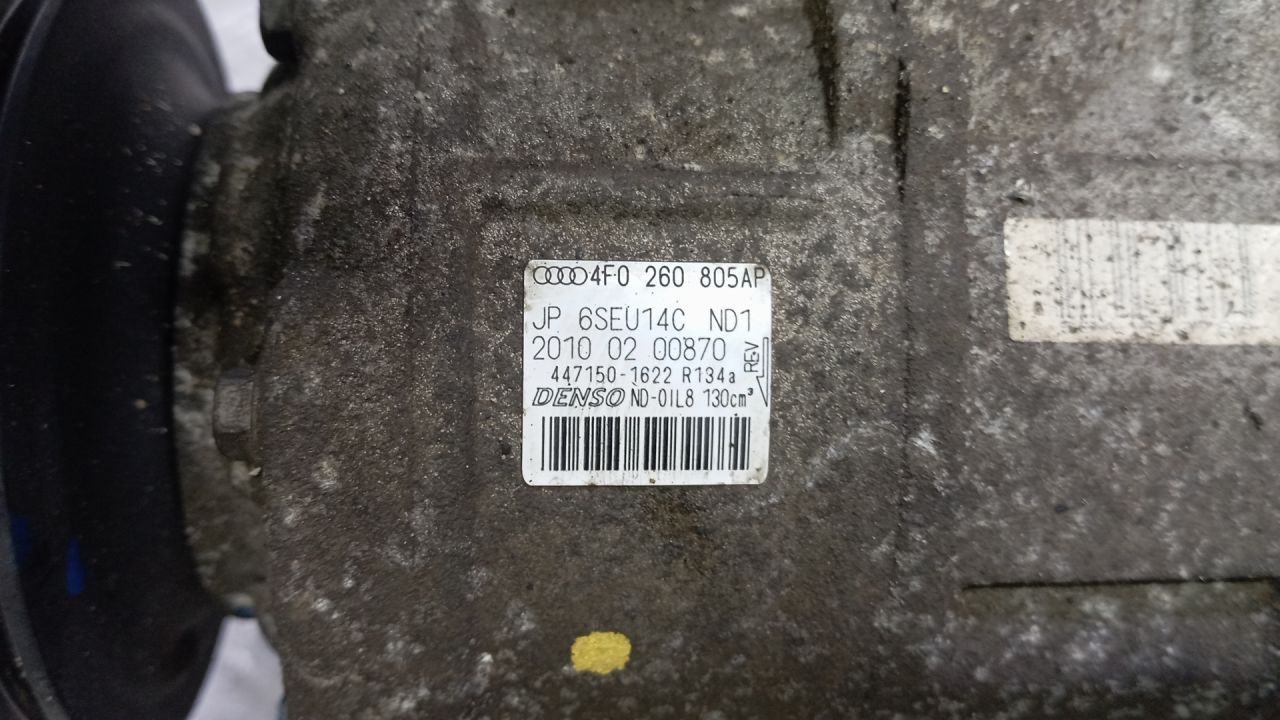 4F0 260 805AP
JP 6SEU14C ND1
2010 02 00870
REV
447150-1622 R134a
DENSO ND-OIL8 130cm³